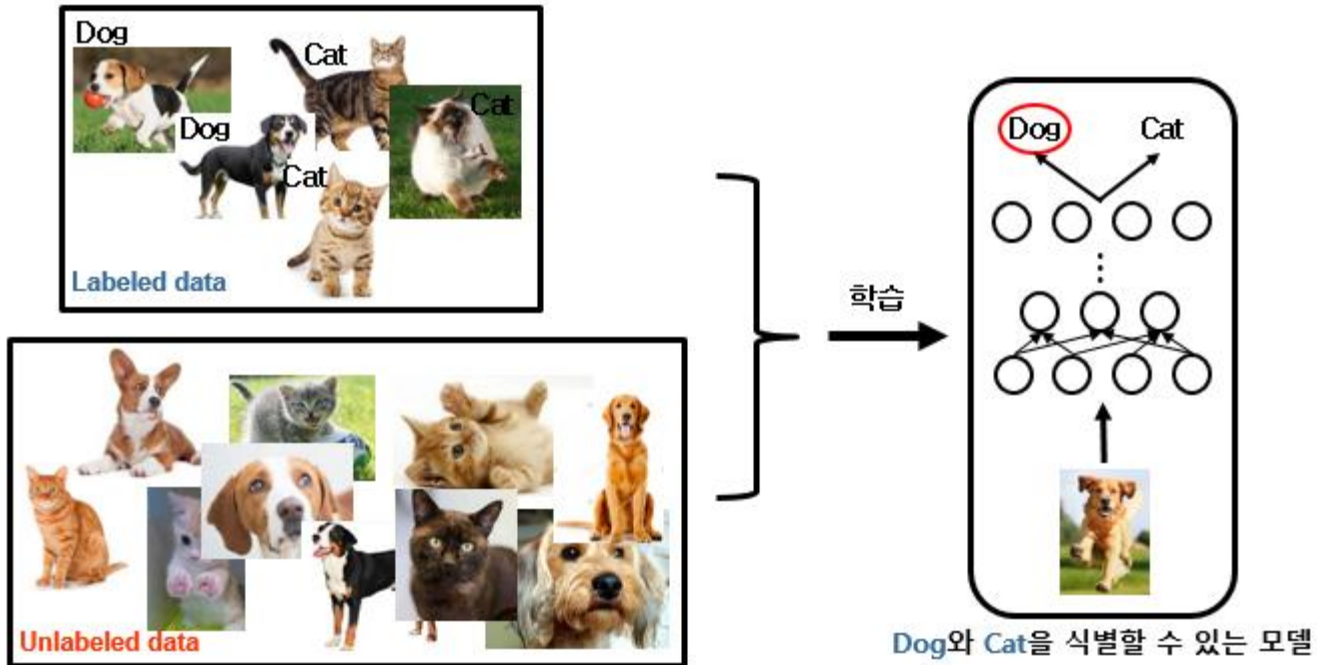 Dog
Cat
Cat
Dog
Cat
Labeled data
Unlabeled data
학습
Dog Cat
Dog와 Cat을 식별할 수 있는 모델